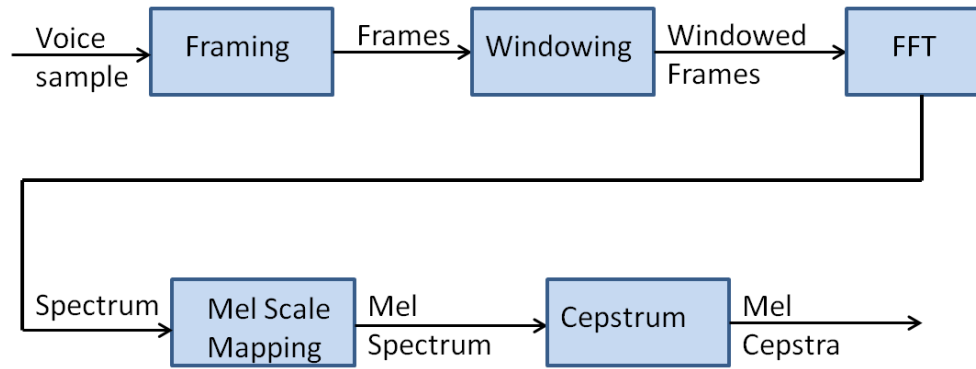 Voice
sample
Framing
Frames
Windowing
Windowed
Frames
FFT
Spectrum
Mel Scale
Mapping
Mel
Spectrum
Cepstrum
Mel
Cepstra